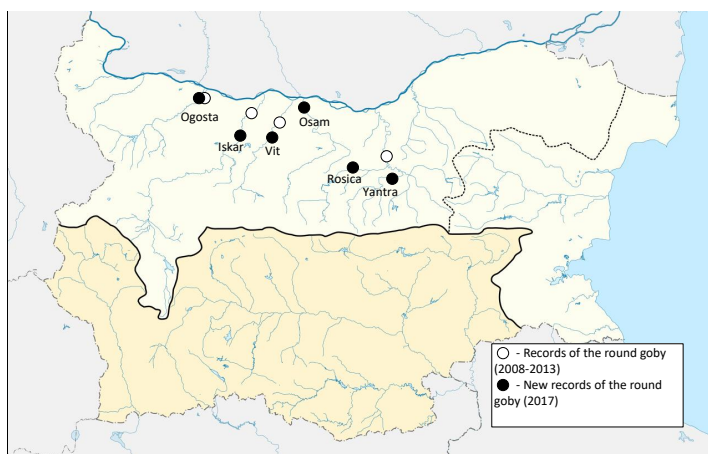 Ogosta
Osam
Iskar
Vit
Rosica
Yantra
- Records of the round goby
(2008-2013)
- New records of the round
goby (2017)